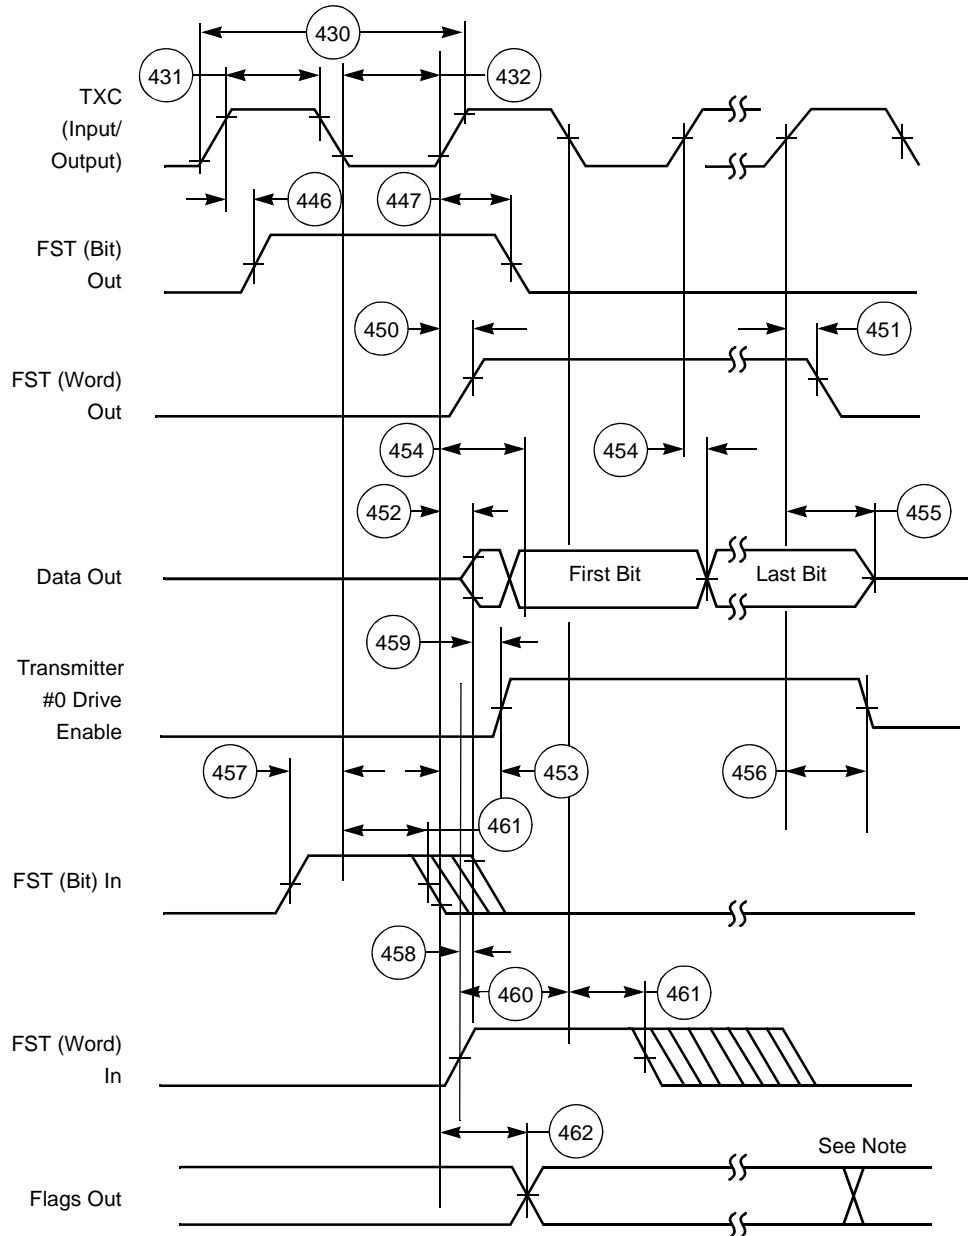 430
431
432
TXC
(Input/
Output)
446
447
FST (Bit)
Out
450
451
FST (Word)
Out
454
454
452
455
Data Out
First Bit
Last Bit
459
Transmitter
#0 Drive
Enable
457
453
456
461
FST (Bit) In
458
460
461
FST (Word)
In
462
See Note
Flags Out